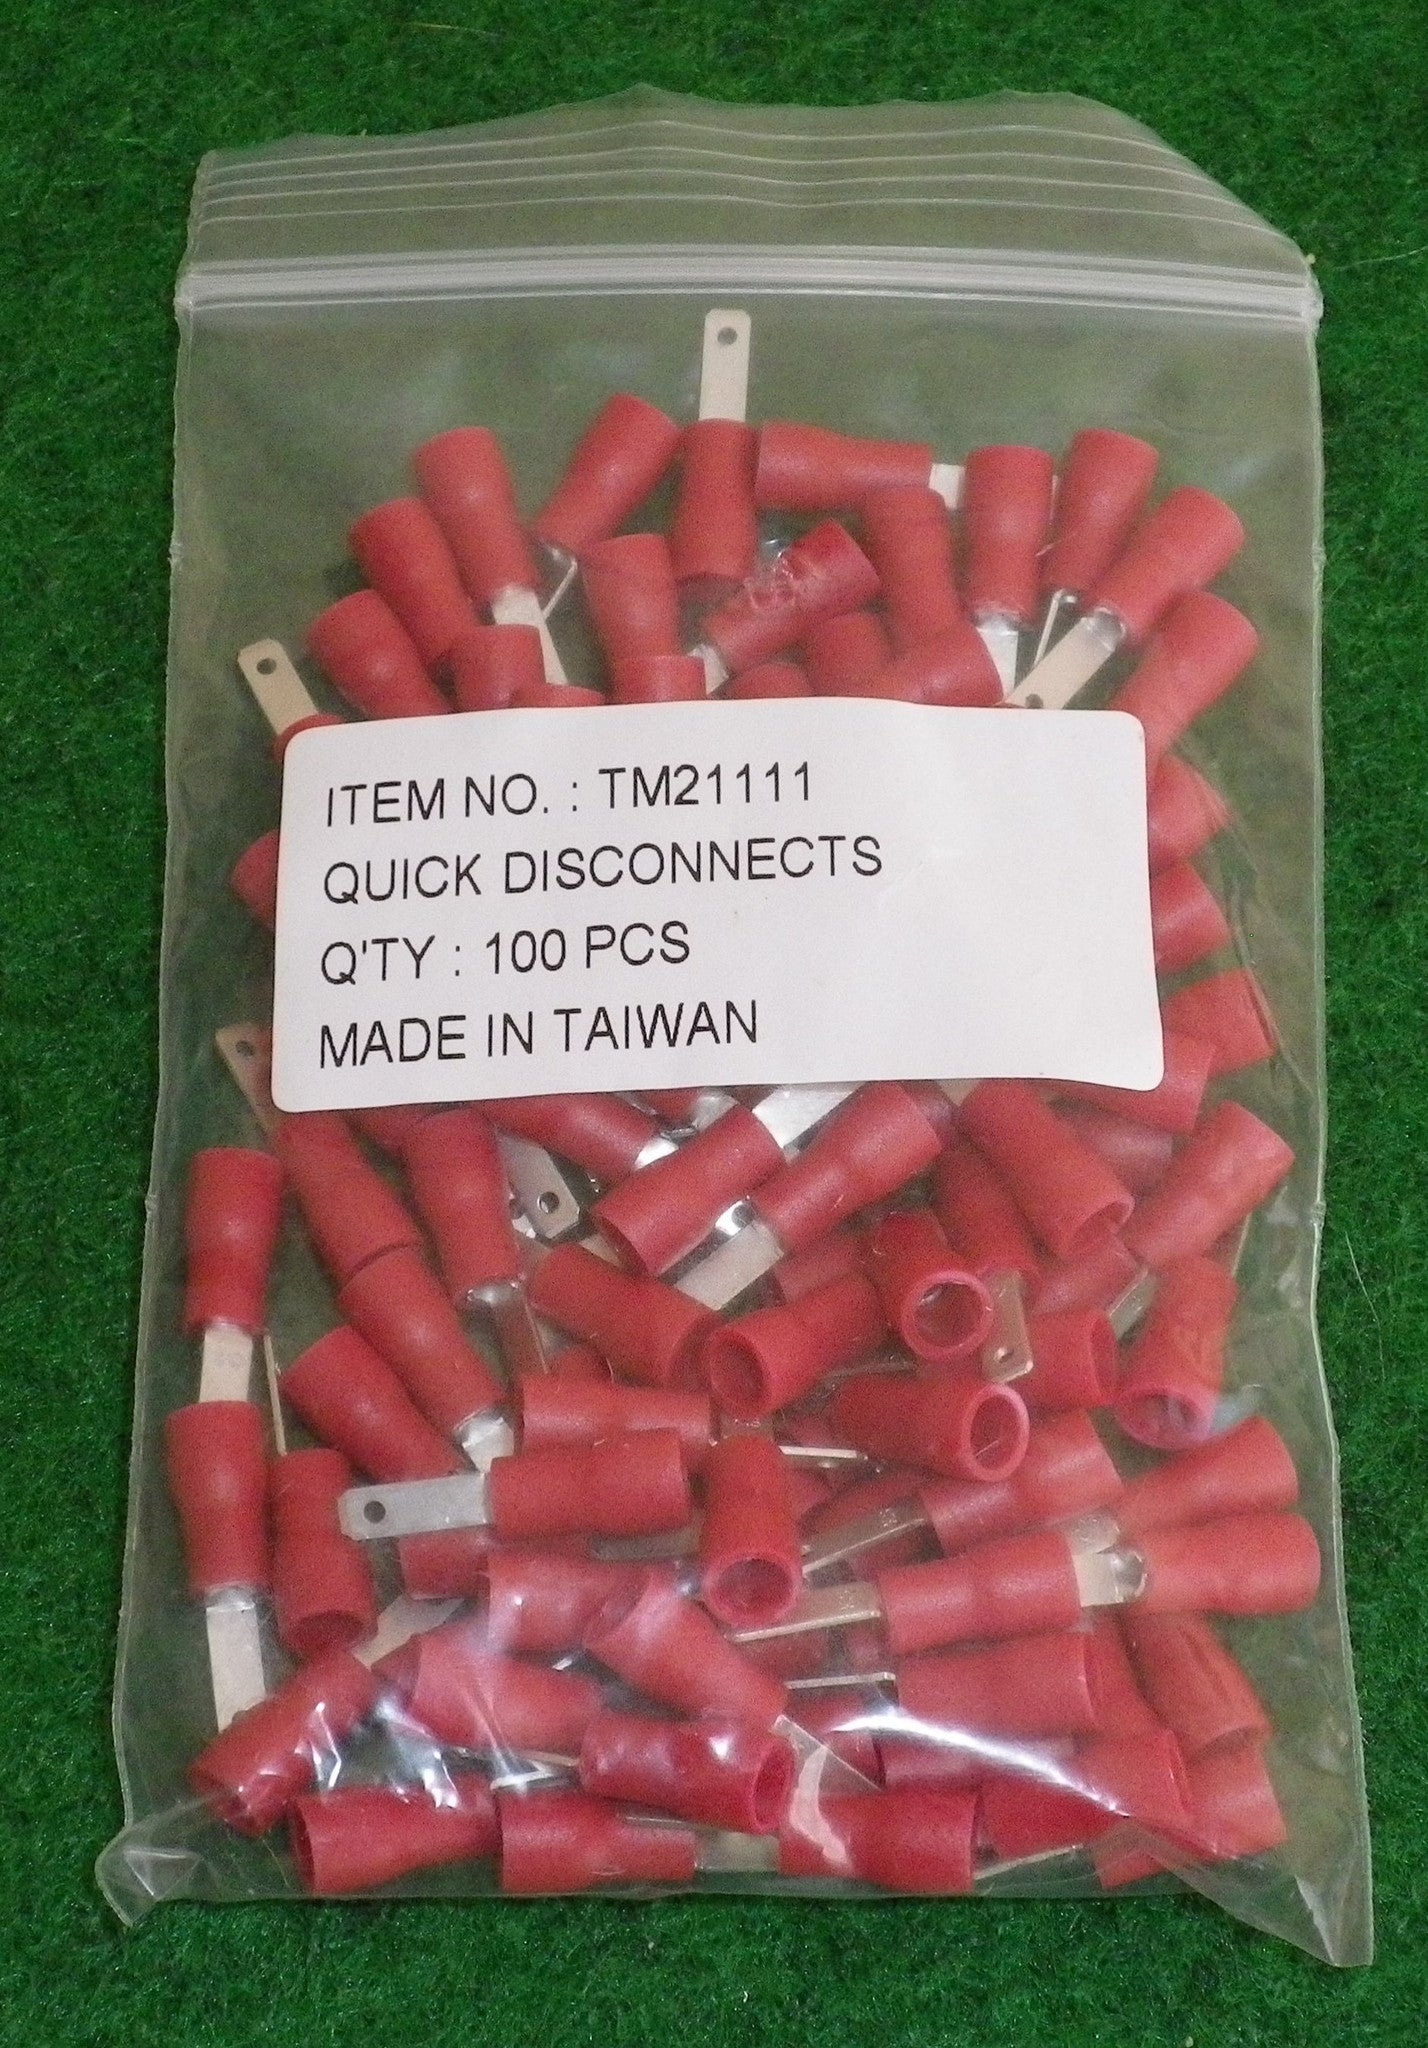 ITEM NO. : TM21111
QUICK DISCONNECTS
Q'TY : 100 PCS
MADE IN TAIWAN